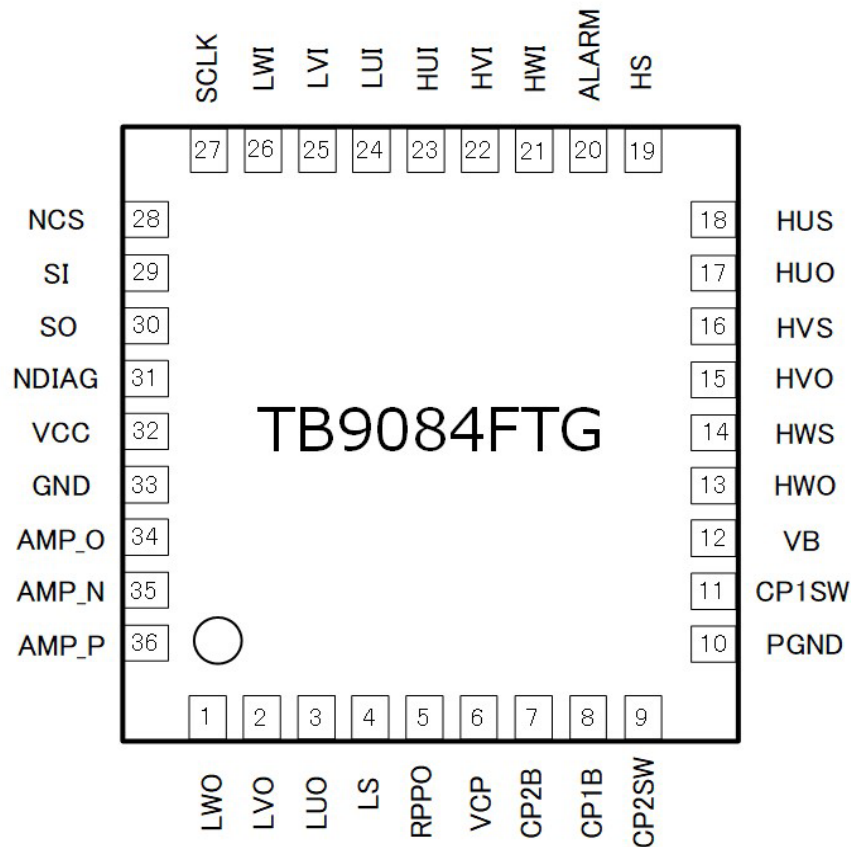 SCLK LWI LVI LUI HUI HVI HWI ALARM HS
27 26 25 24 23 22 21 20 19
NCS 28 18 HUS
SI 29 17 HUO
SO 30 16 HVS
NDIAG 31 15 HVO
VCC 32 TB9084FTG 14 HWS
GND 33 13 HWO
AMP_O 34 12 VB
AMP_N 35 11 CP1SW
AMP_P 36 10 PGND
1 2 3 4 5 6 7 8 9
LWO LVO LUO LS RPPO VCP CP2B CP1B CP2SW